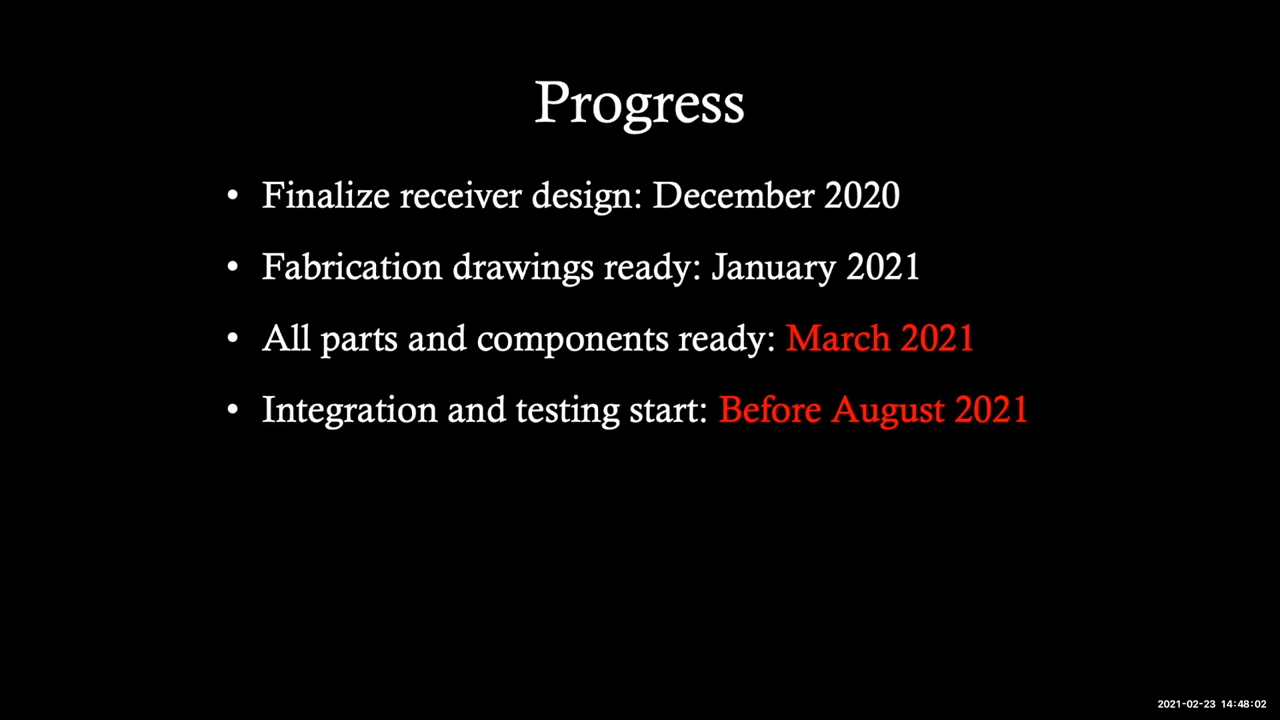 Progress
• Finalize receiver design: December 2020
• Fabrication drawings ready: January 2021
• All parts and components ready: March 2021
• Integration and testing start: Before August 2021
2021-02-23 14:48:02